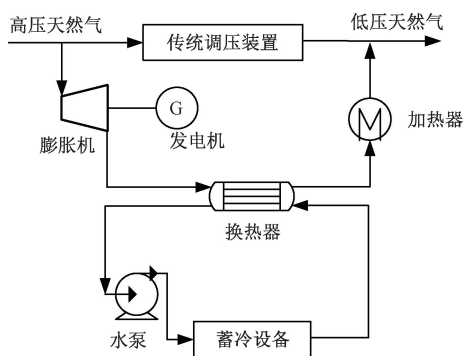 高压天然气
低压天然气
传统调压装置
G
膨胀机
发电机
加热器
换热器
水泵
蓄冷设备